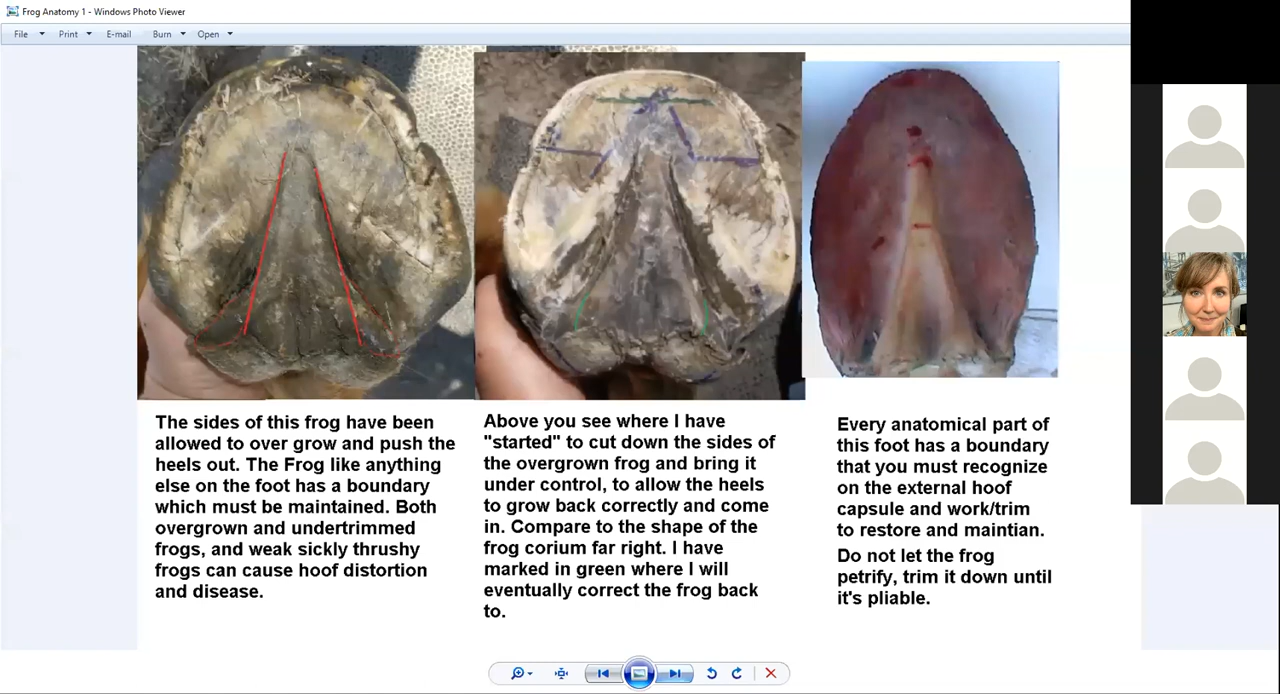 Frog Anatomy 1 - Windows Photo Viewer
File Print E-mail Burn Open
The sides of this frog have been
allowed to over grow and push the
heels out. The Frog like anything
else on the foot has a boundary
which must be maintained. Both
overgrown and undertrimmed
frogs, and weak sickly thrushy
frogs can cause hoof distortion
and disease.
Above you see where I have
"started" to cut down the sides of
the overgrown frog and bring it
under control, to allow the heels
to grow back correctly and come
in. Compare to the shape of the
frog corium far right. I have
marked in green where I will
eventually correct the frog back
to.
Every anatomical part of
this foot has a boundary
that you must recognize
on the external hoof
capsule and work/trim
to restore and maintian.
Do not let the frog
petrify, trim it down until
it's pliable.